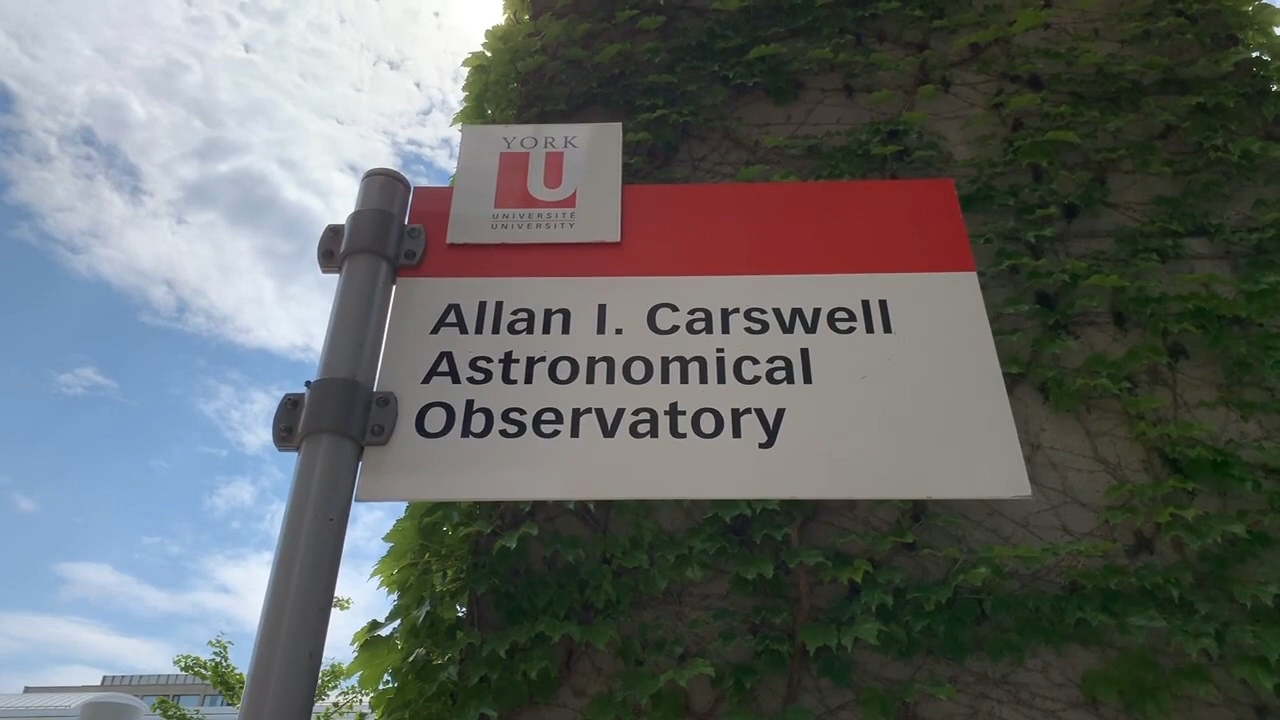 YORK
U
UNIVERSITÉ
UNIVERSITY
Allan I. Carswell
Astronomical
Observatory